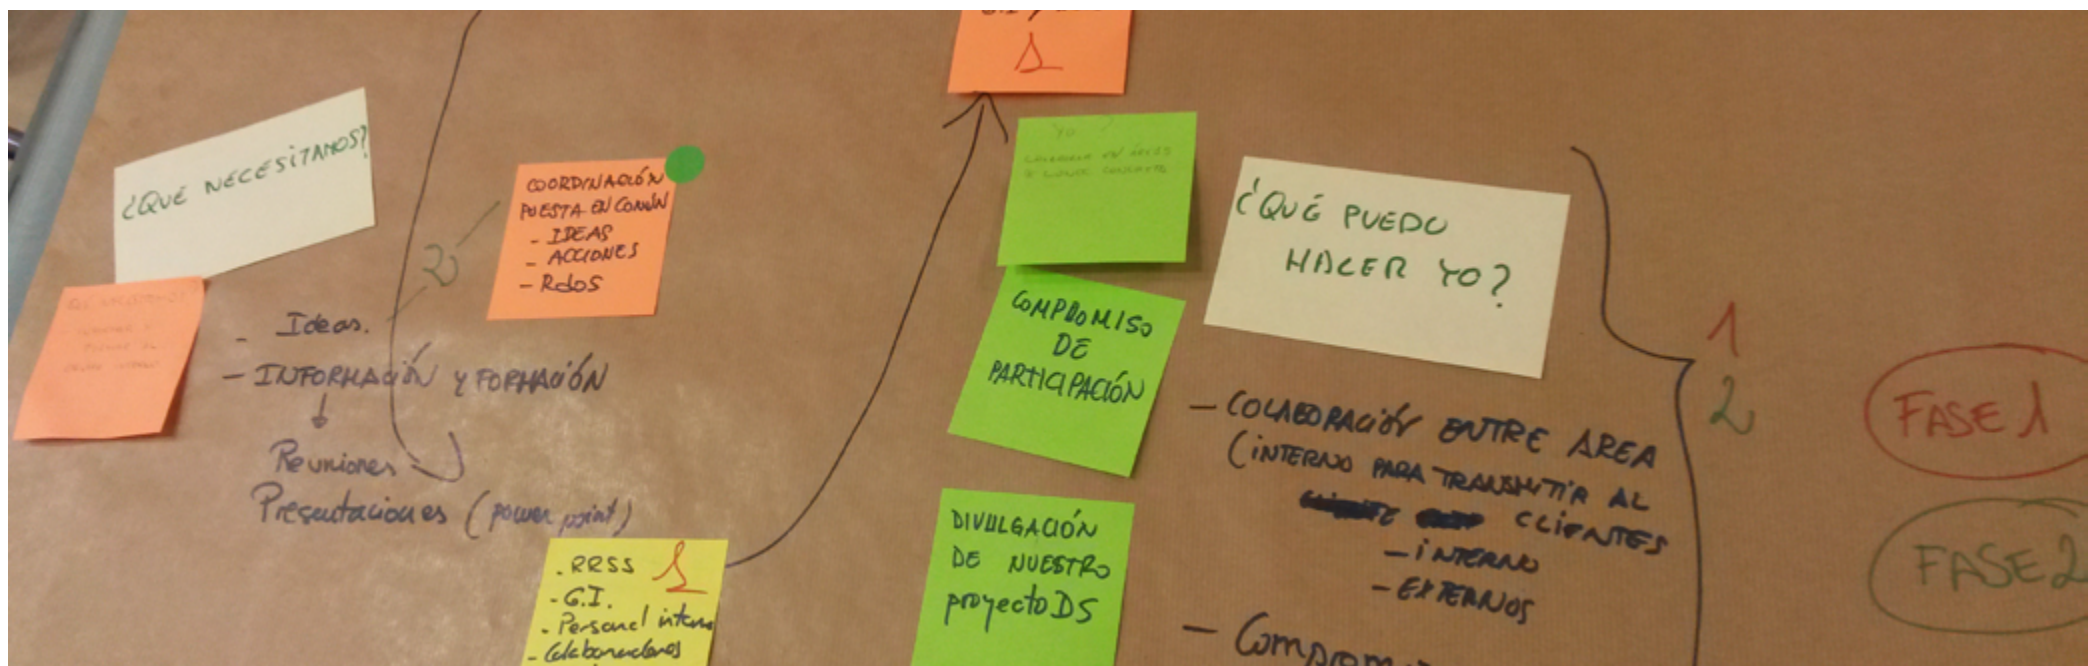 1
¿QUÉ NECESITAMOS?
COORDINACIÓN
PUESTA EN COMÚN
- IDEAS
- ACCIONES
- Rdos
2
- Ideas.
- INFORMACIÓN Y FORMACIÓN
Reuniones
Presentaciones (power point)
- RRSS
1
- G.I.
- Personal interno
- Colaboradores
YO
¿QUÉ PUEDO
HACER YO?
COMPROMISO
DE
PARTICIPACIÓN
DIVULGACIÓN
DE NUESTRO
proyecto DS
- COLABORACIÓN ENTRE AREA
(INTERNO PARA TRANSMITIR AL
CLIENTES
- INTERNO
- EXTERNOS
1
2
FASE 1
FASE 2